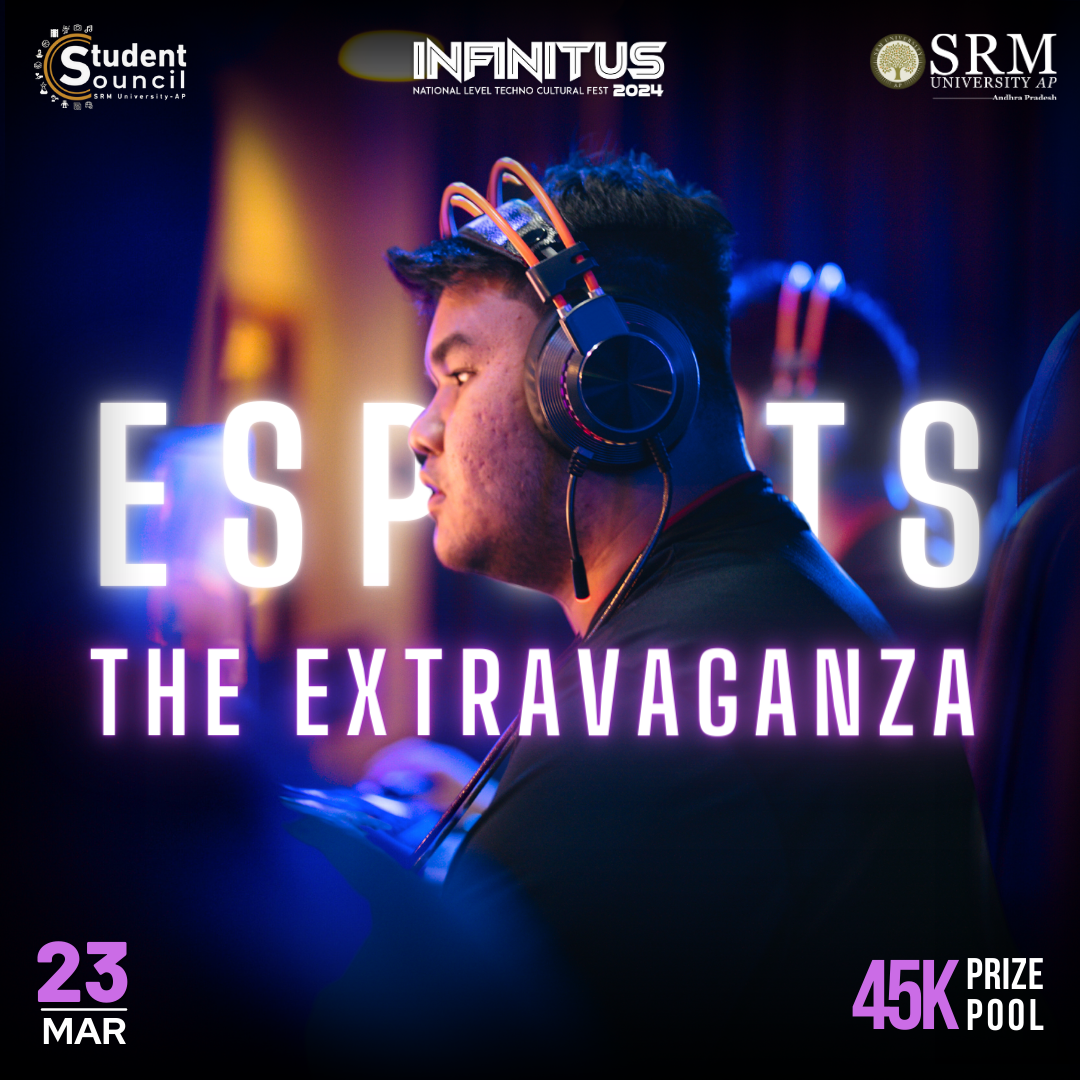 Student
Council
SRM University-AP
INFINITUS
NATIONAL LEVEL TECHNO CULTURAL FEST 2024
SRM
UNIVERSITY AP
Andhra Pradesh
ESP TS
THE EXTRAVAGANZA
23
MAR
45K PRIZE
POOL